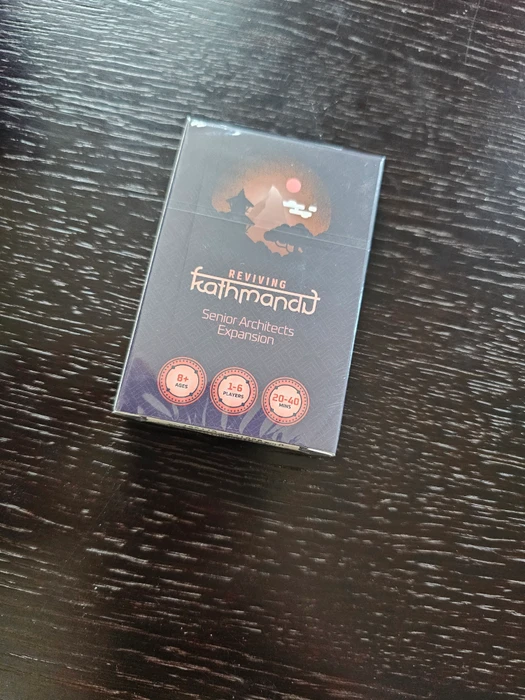 REVIVING
kathmandu
Senior Architects
Expansion
8+
AGES
1-6
PLAYERS
20-40
MINS